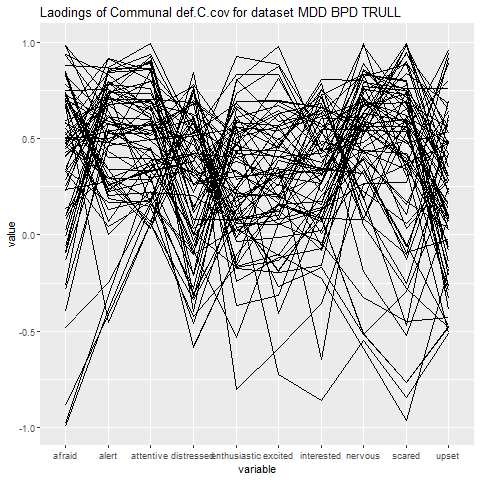 Laodings of Communal def.C.cov for dataset MDD BPD TRULL
1.0
0.5
0.0
-0.5
-1.0
value
afraid alert attentive distressed enthusiastic excited interested nervous scared upset
variable